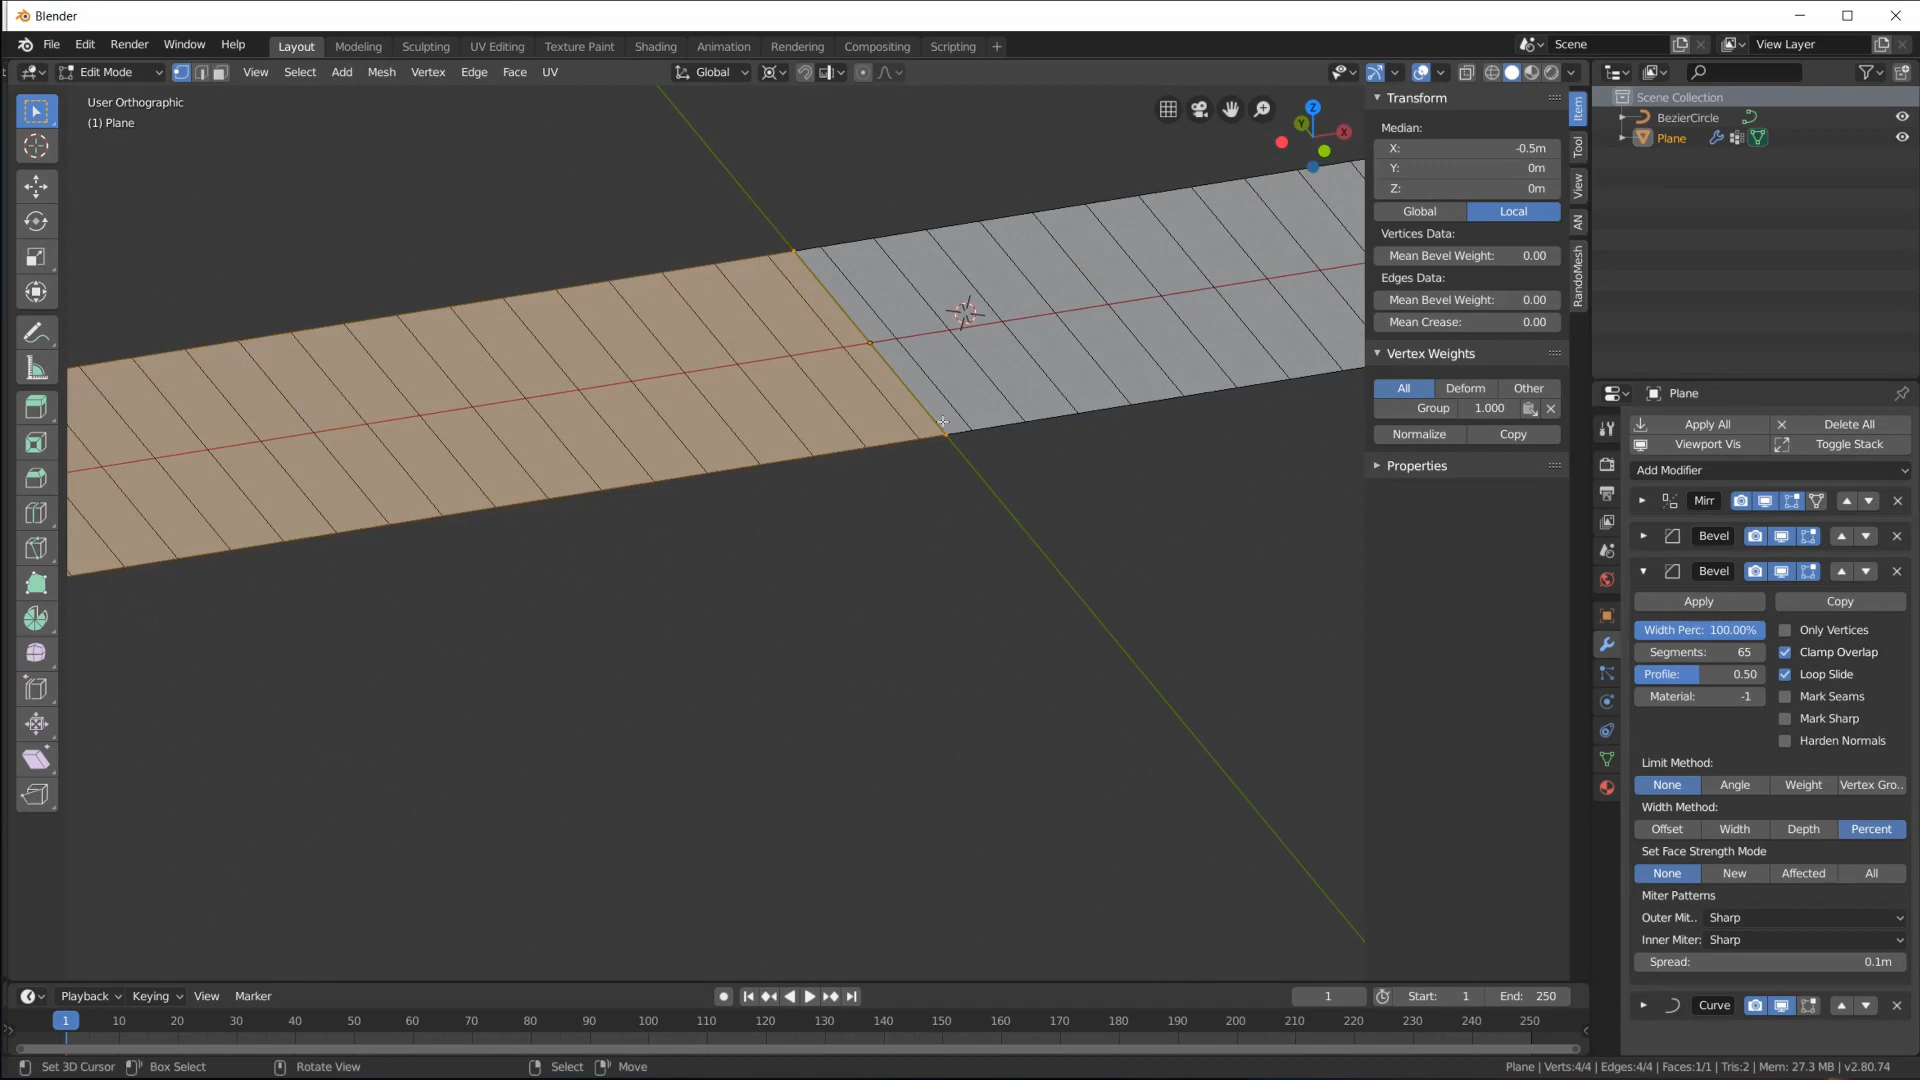 Blender
File Edit Render Window Help Layout Modeling Sculpting UV Editing Texture Paint Shading Animation Rendering Compositing Scripting + Scene View Layer
Edit Mode View Select Add Mesh Vertex Edge Face UV Global
User Orthographic
(1) Plane
Z
Y
X
Transform
Median:
X: -0.5m
Y: 0m
Z: 0m
Global Local
Vertices Data:
Mean Bevel Weight: 0.00
Edges Data:
Mean Bevel Weight: 0.00
Mean Crease: 0.00
Vertex Weights
All Deform Other
Group 1.000
Normalize Copy
Properties
Item
Tool
View
AN
RandoMesh
Scene Collection
BezierCircle
Plane
Plane
Apply All Delete All
Viewport Vis Toggle Stack
Add Modifier
Mirr
Bevel
Bevel
Apply Copy
Width Perc: 100.00% Only Vertices
Segments: 65 Clamp Overlap
Profile: 0.50 Loop Slide
Material: -1 Mark Seams
Mark Sharp
Harden Normals
Limit Method:
None Angle Weight Vertex Gro..
Width Method:
Offset Width Depth Percent
Set Face Strength Mode
None New Affected All
Miter Patterns
Outer Mit.. Sharp
Inner Miter: Sharp
Spread: 0.1m
Curve
Playback Keying View Marker 1 Start: 1 End: 250
1 10 20 30 40 50 60 70 80 90 100 110 120 130 140 150 160 170 180 190 200 210 220 230 240 250
Set 3D Cursor Box Select Rotate View Select Move Plane | Verts:4/4 | Edges:4/4 | Faces:1/1 | Tris:2 | Mem: 27.3 MB | v2.80.74